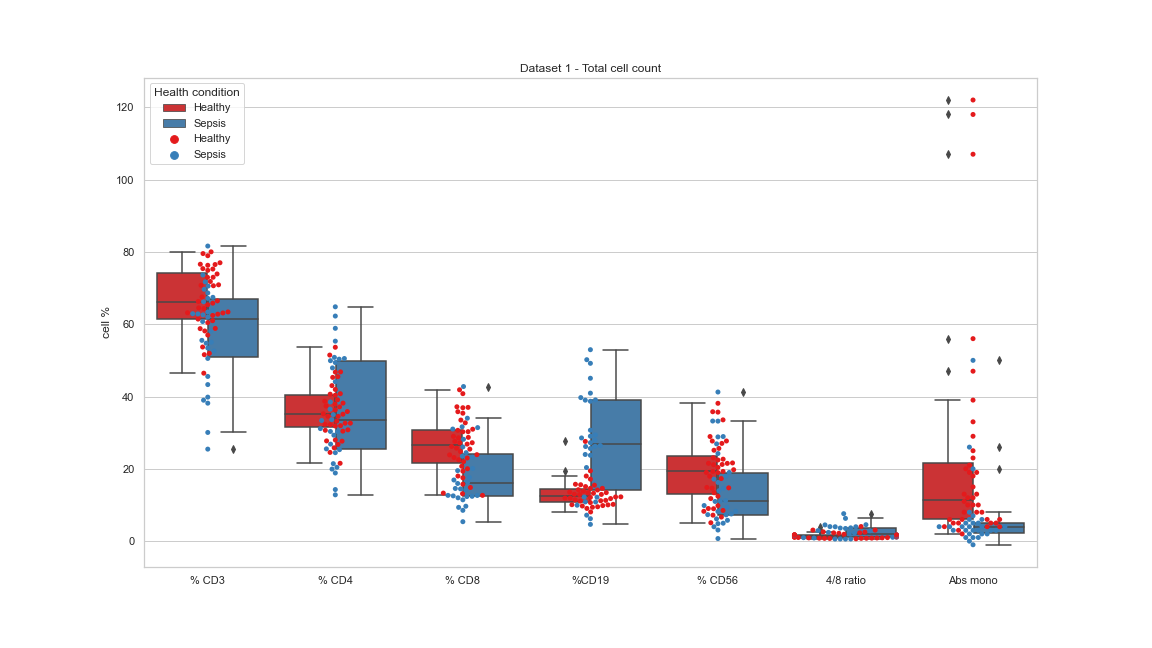 Dataset 1 - Total cell count
Health condition
Healthy
Sepsis
Healthy
Sepsis
cell %
120
100
80
60
40
20
0
% CD3 % CD4 % CD8 %CD19 % CD56 4/8 ratio Abs mono